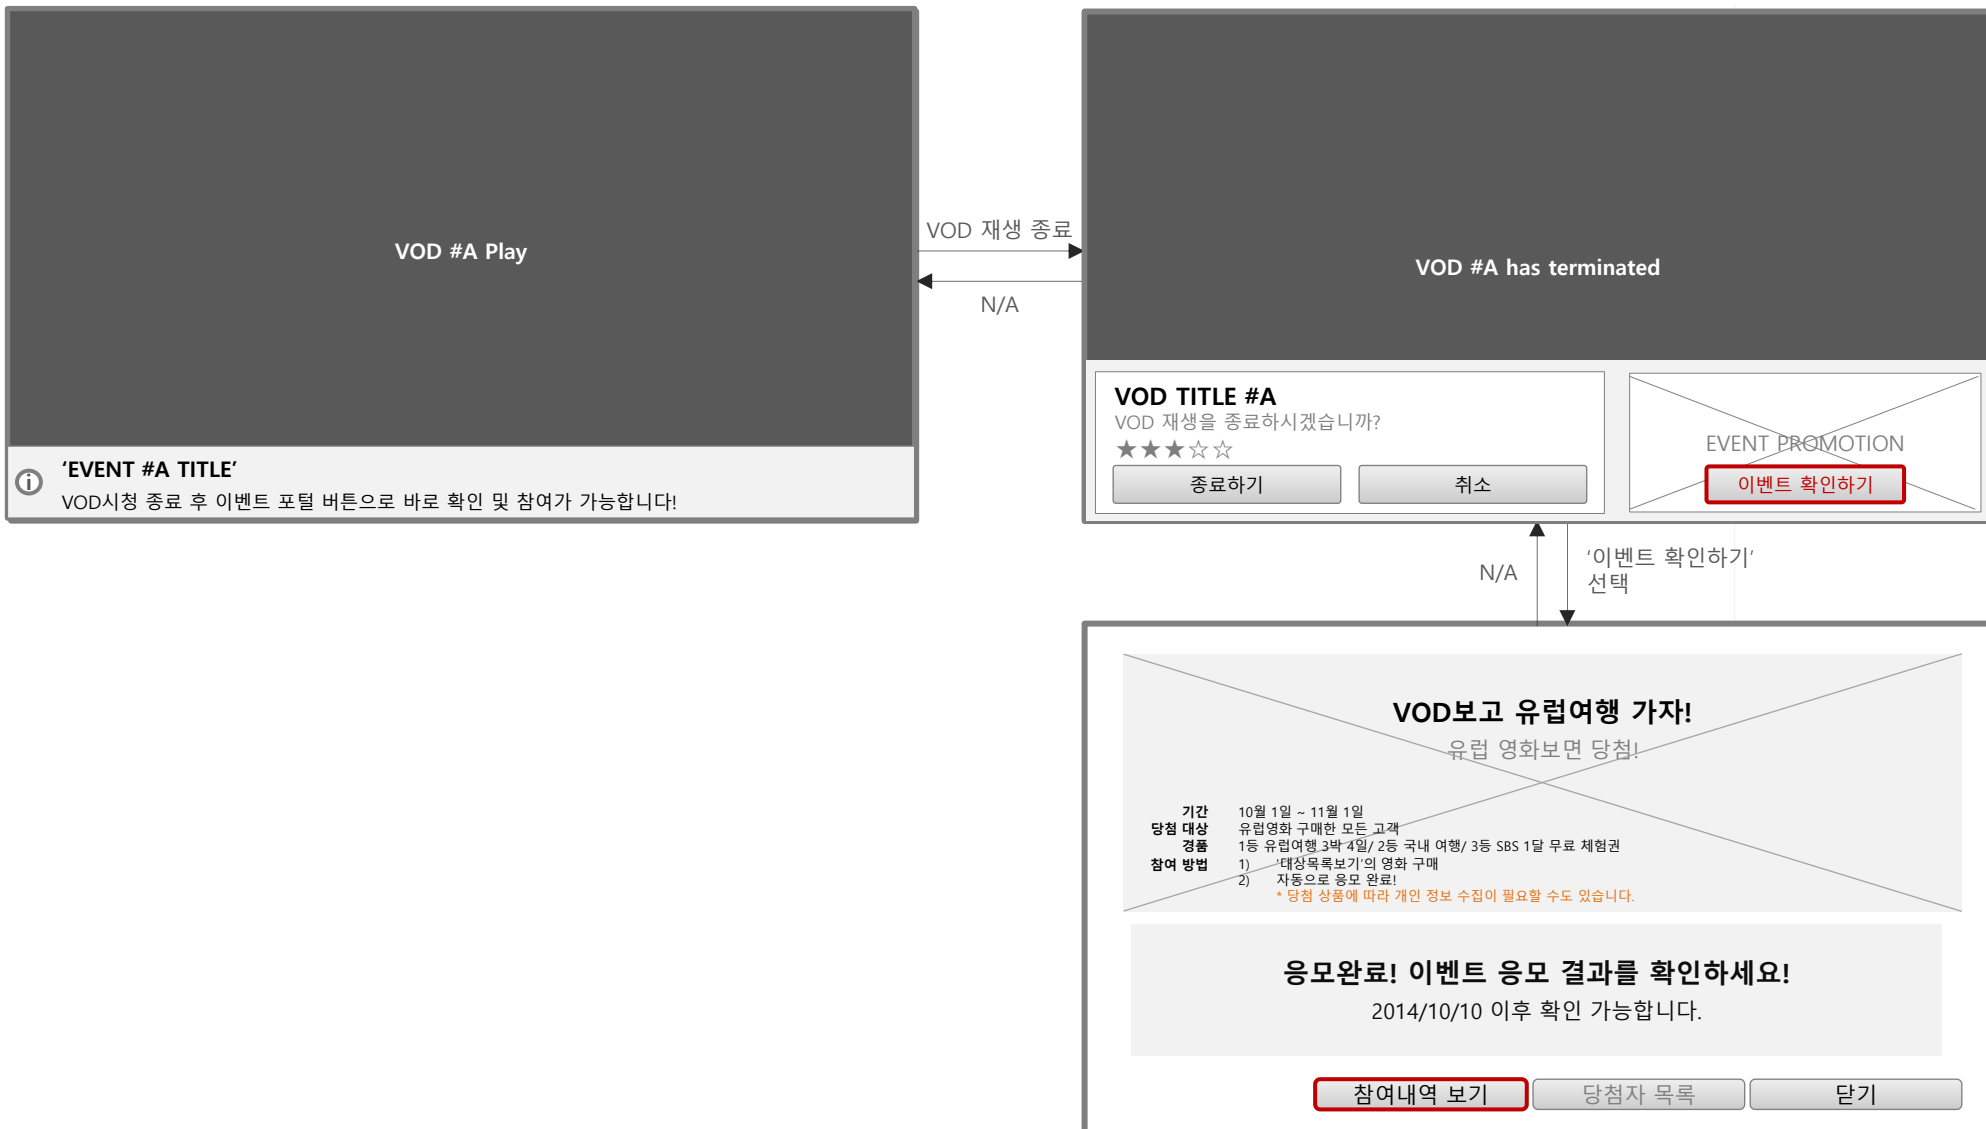 VOD #A Play
‘EVENT #A TITLE’
VOD시청 종료 후 이벤트 포털 버튼으로 바로 확인 및 참여가 가능합니다!
VOD 재생 종료
N/A
VOD #A has terminated
VOD TITLE #A
VOD 재생을 종료하시겠습니까?
★★★☆☆
종료하기
취소
EVENT PROMOTION
이벤트 확인하기
N/A
‘이벤트 확인하기’
선택
VOD보고 유럽여행 가자!
유럽 영화보면 당첨!
기간 10월 1일 ~ 11월 1일
당첨 대상 유럽영화 구매한 모든 고객
경품 1등 유럽여행 3박 4일/ 2등 국내 여행/ 3등 SBS 1달 무료 체험권
참여 방법 1) ‘대상목록보기’의 영화 구매
2) 자동으로 응모 완료!
* 당첨 상품에 따라 개인 정보 수집이 필요할 수도 있습니다.
응모완료! 이벤트 응모 결과를 확인하세요!
2014/10/10 이후 확인 가능합니다.
참여내역 보기
당첨자 목록
닫기